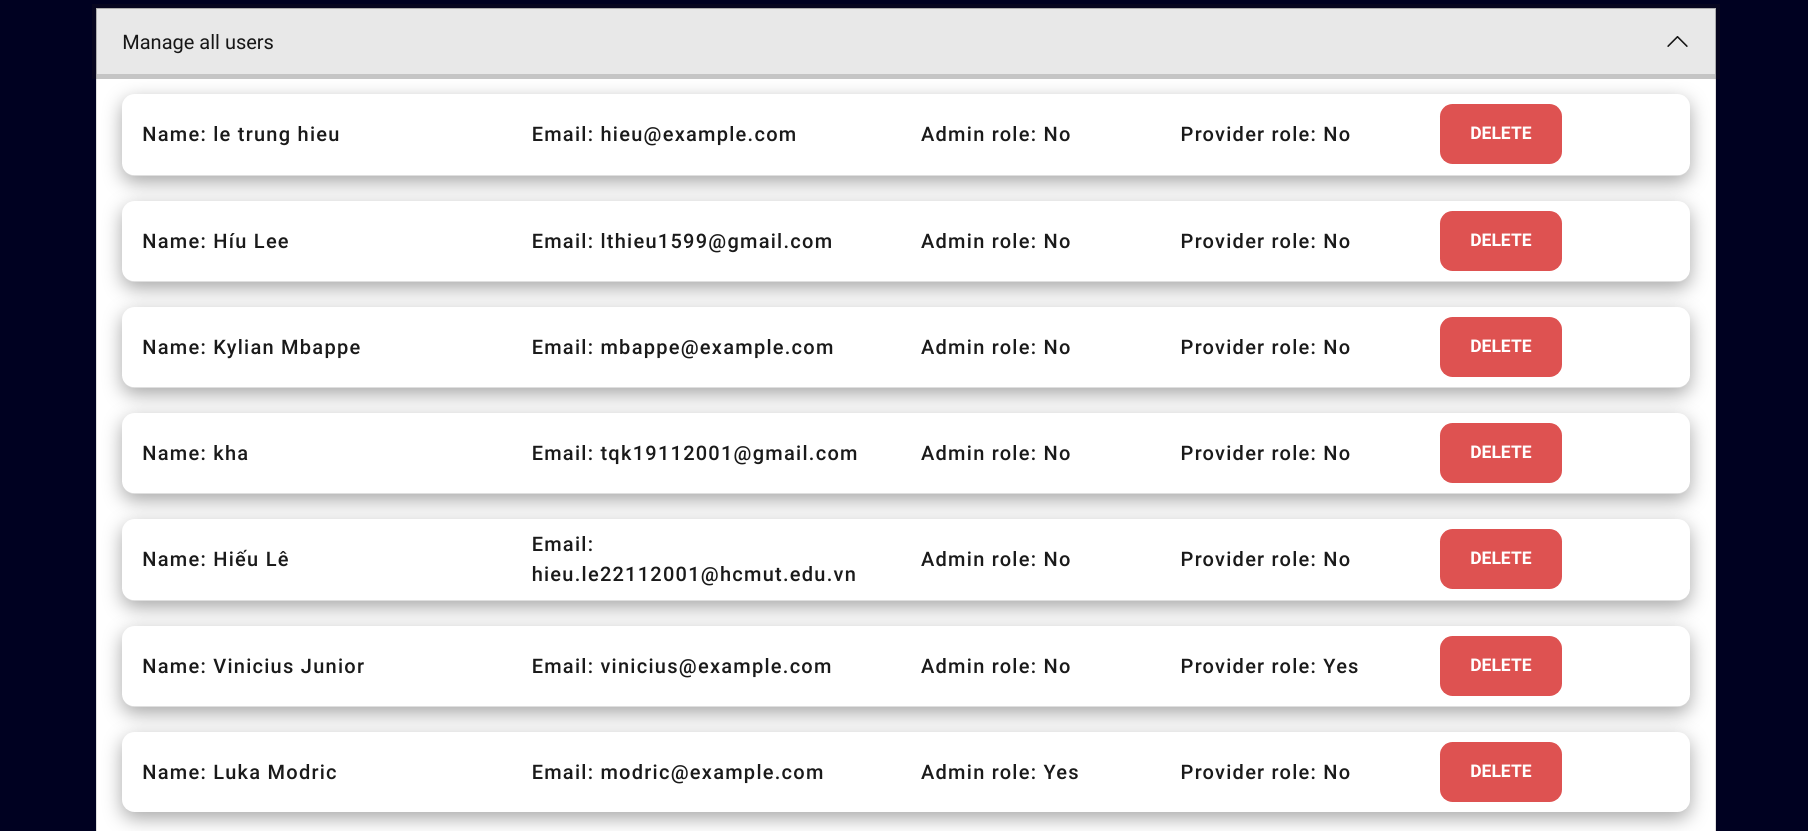 Manage all users
Name: le trung hieu Email: hieu@example.com Admin role: No Provider role: No DELETE
Name: Híu Lee Email: lthieu1599@gmail.com Admin role: No Provider role: No DELETE
Name: Kylian Mbappe Email: mbappe@example.com Admin role: No Provider role: No DELETE
Name: kha Email: tqk19112001@gmail.com Admin role: No Provider role: No DELETE
Name: Hiếu Lê Email: Admin role: No Provider role: No DELETE
hieu.le22112001@hcmut.edu.vn
Name: Vinicius Junior Email: vinicius@example.com Admin role: No Provider role: Yes DELETE
Name: Luka Modric Email: modric@example.com Admin role: Yes Provider role: No DELETE